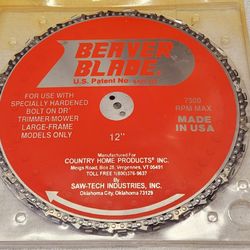 BEAVER
BLADE
U.S. Patent No.
FOR USE WITH
SPECIALLY HARDENED
BOLT ON DR
TRIMMER/MOWER
LARGE-FRAME
MODELS ONLY
7500
RPM MAX
MADE
IN USA
12"
Manufactured For
COUNTRY HOME PRODUCTS, INC.
Meigs Road, Box 25, Vergennes, VT 05491
TOLL FREE 1(800)376-9637
By
SAW-TECH INDUSTRIES, INC.
Oklahoma City, Oklahoma 73129